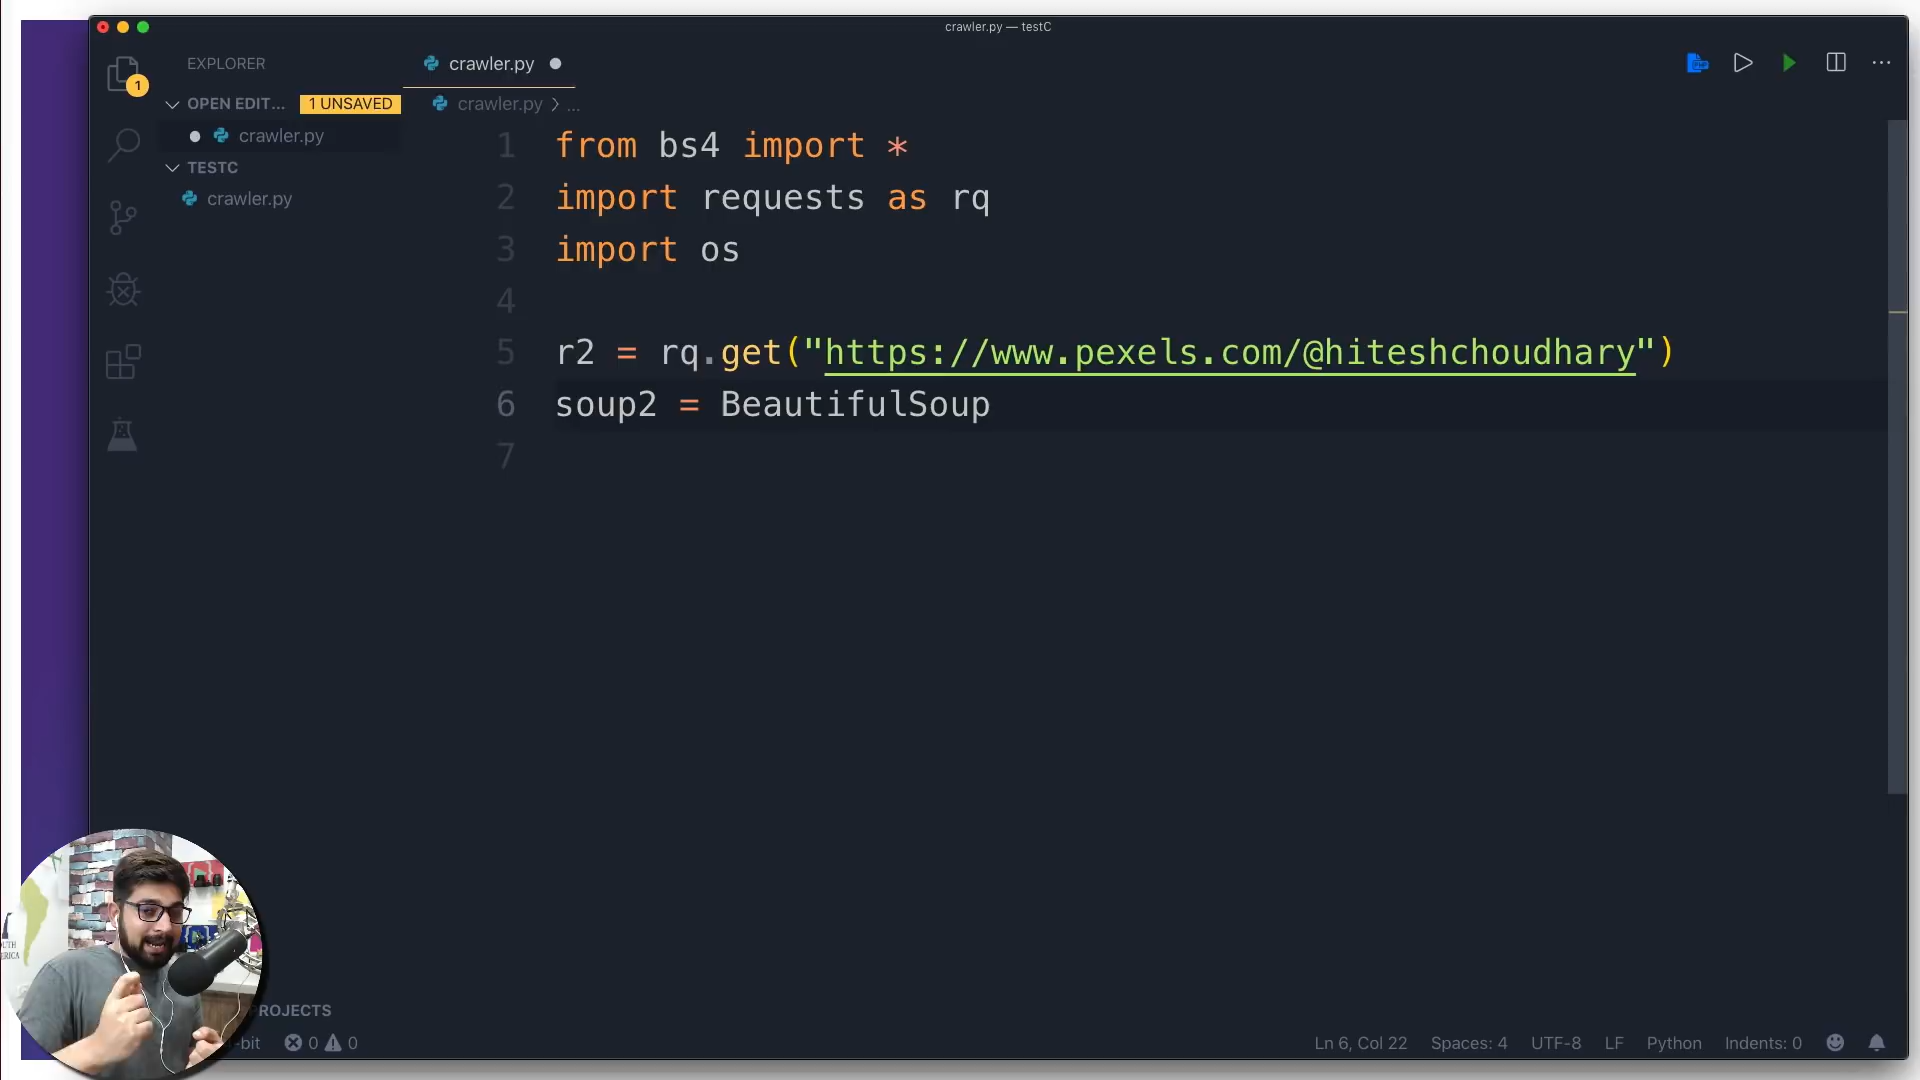 crawler.py — testC
EXPLORER
1
OPEN EDIT... 1 UNSAVED
crawler.py
TESTC
crawler.py
crawler.py
crawler.py > ...
1 from bs4 import *
2 import requests as rq
3 import os
4
5 r2 = rq.get("https://www.pexels.com/@hiteshchoudhary")
6 soup2 = BeautifulSoup
7
PROJECTS
-bit 0 0
Ln 6, Col 22 Spaces: 4 UTF-8 LF Python Indents: 0